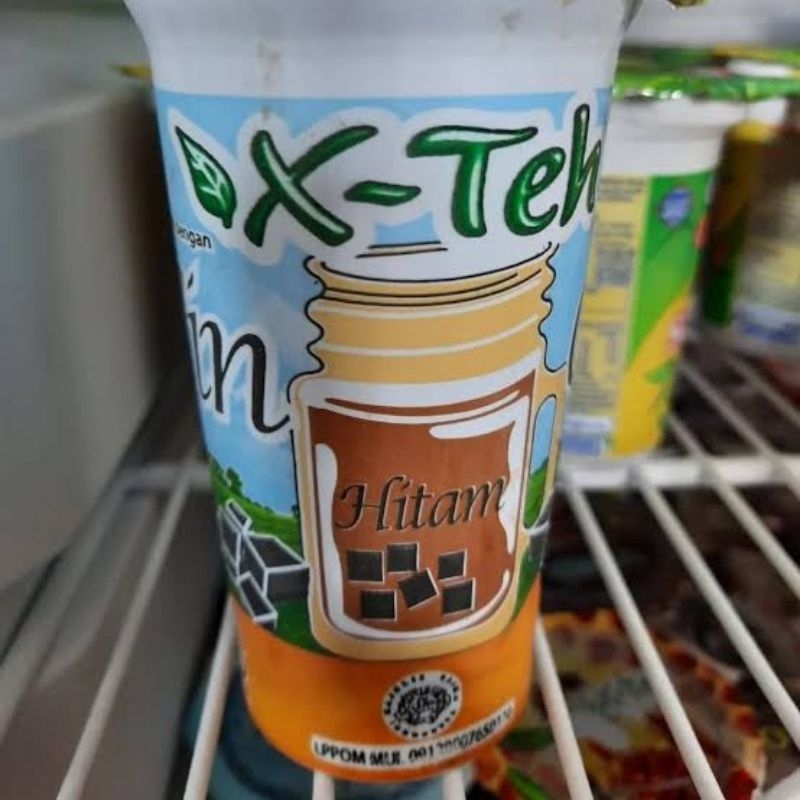 X-Teh
dengan
in
Hitam
LPPOM MUI